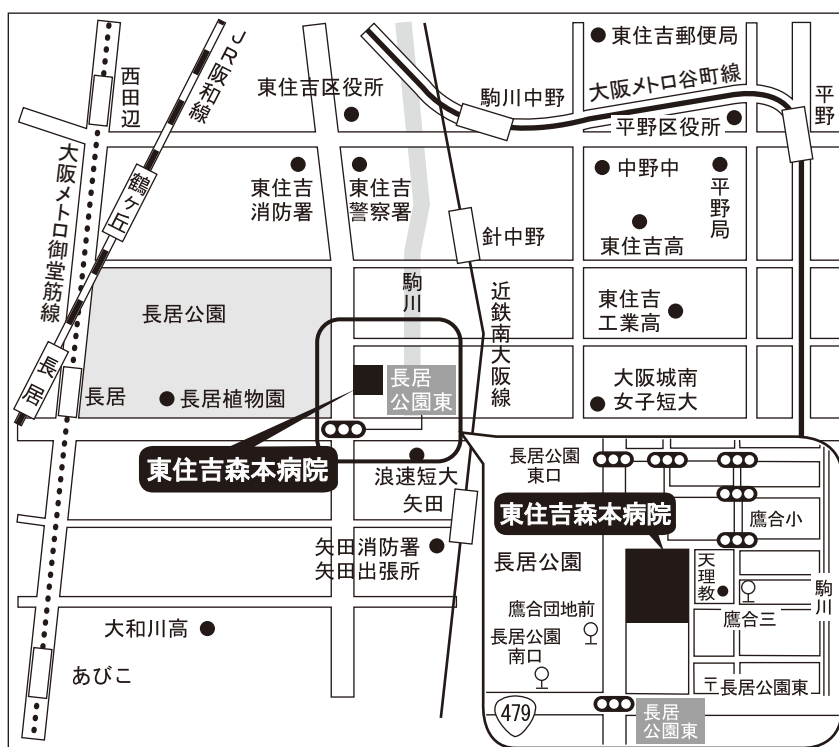 東住吉郵便局
JR阪和線
西田辺
東住吉区役所
駒川中野
大阪メトロ谷町線
平野
平野区役所
大阪メトロ御堂筋線
鶴ヶ丘
東住吉
消防署
東住吉
警察署
中野中
平野局
針中野
東住吉高
駒川
近鉄南大阪線
長居公園
東住吉
工業高
長居
長居
長居植物園
長居
公園東
大阪城南
女子短大
東住吉森本病院
浪速短大
矢田
矢田消防署
矢田出張所
大和川高
あびこ
長居公園
東口
東住吉森本病院
鷹合小
長居公園
天理教
駒川
鷹合団地前
鷹合三
長居公園
南口
〒長居公園東
479
長居
公園東